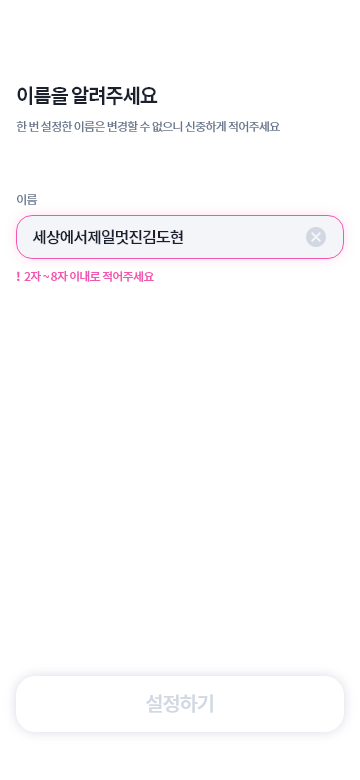 이름을 알려주세요
한 번 설정한 이름은 변경할 수 없으니 신중하게 적어주세요
이름
세상에서제일멋진김도현
! 2자 ~8자 이내로 적어주세요
설정하기